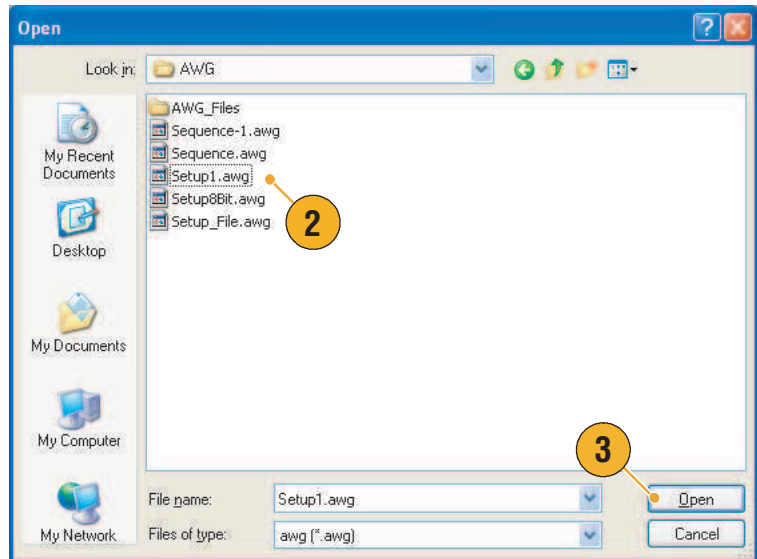 Open
Look in:
AWG
My Recent
Documents
Desktop
My Documents
My Computer
My Network
AWG_Files
Sequence-1.awg
Sequence.awg
Setup1.awg
Setup8Bit.awg
Setup_File.awg
2
3
File name:
Setup1.awg
Open
Files of type:
awg (*.awg)
Cancel